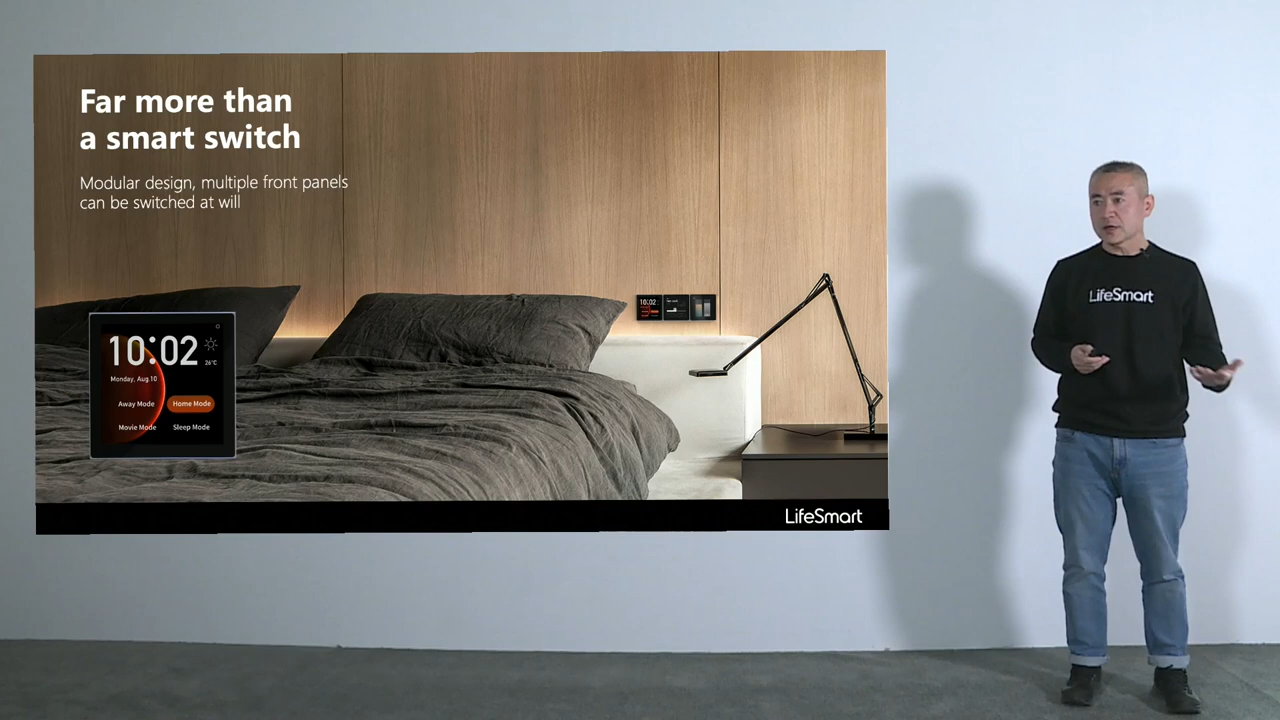 Far more than
a smart switch
Modular design, multiple front panels
can be switched at will
10:02
26°C
Monday, Aug.10
Away Mode
Home Mode
Movie Mode
Sleep Mode
10:02
LifeSmart
LifeSmart